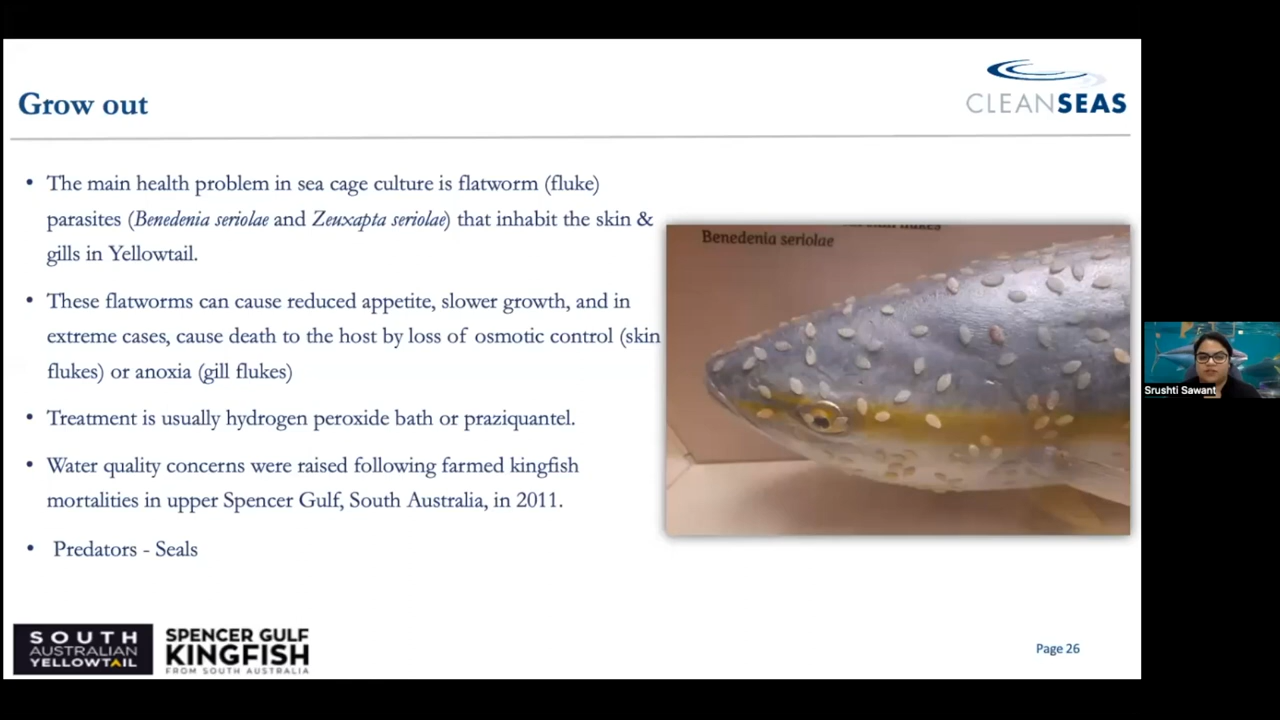 Grow out
CLEANSEAS
• The main health problem in sea cage culture is flatworm (fluke)
parasites (Benedenia seriolae and Zeuxapta seriolae) that inhabit the skin &
gills in Yellowtail.
• These flatworms can cause reduced appetite, slower growth, and in
extreme cases, cause death to the host by loss of osmotic control (skin
flukes) or anoxia (gill flukes)
• Treatment is usually hydrogen peroxide bath or praziquantel.
• Water quality concerns were raised following farmed kingfish
mortalities in upper Spencer Gulf, South Australia, in 2011.
• Predators - Seals
flukes
Benedenia seriolae
Srushti Sawant
SOUTH
AUSTRALIAN
YELLOWTAIL
SPENCER GULF
KINGFISH
FROM SOUTH AUSTRALIA
Page 26